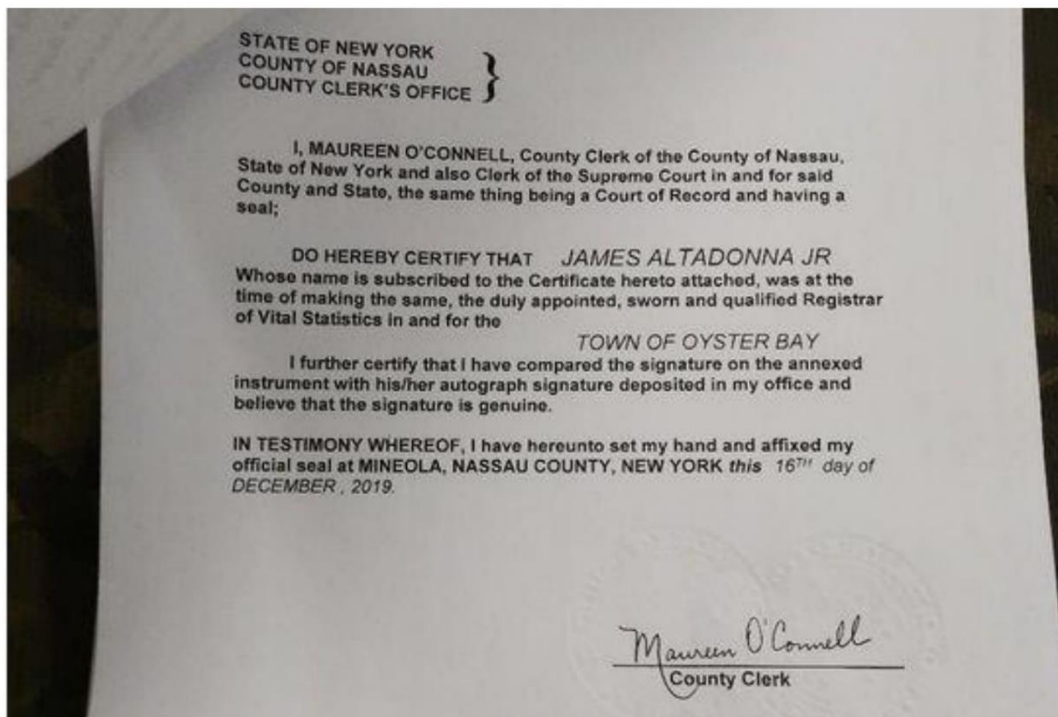 STATE OF NEW YORK
COUNTY OF NASSAU
COUNTY CLERK'S OFFICE }
I, MAUREEN O'CONNELL, County Clerk of the County of Nassau,
State of New York and also Clerk of the Supreme Court in and for said
County and State, the same thing being a Court of Record and having a
seal;
DO HEREBY CERTIFY THAT JAMES ALTADONNA JR
Whose name is subscribed to the Certificate hereto attached, was at the
time of making the same, the duly appointed, sworn and qualified Registrar
of Vital Statistics in and for the
TOWN OF OYSTER BAY
I further certify that I have compared the signature on the annexed
instrument with his/her autograph signature deposited in my office and
believe that the signature is genuine.
IN TESTIMONY WHEREOF, I have hereunto set my hand and affixed my
official seal at MINEOLA, NASSAU COUNTY, NEW YORK this 16TH day of
DECEMBER , 2019.
Maureen O'Connell
County Clerk